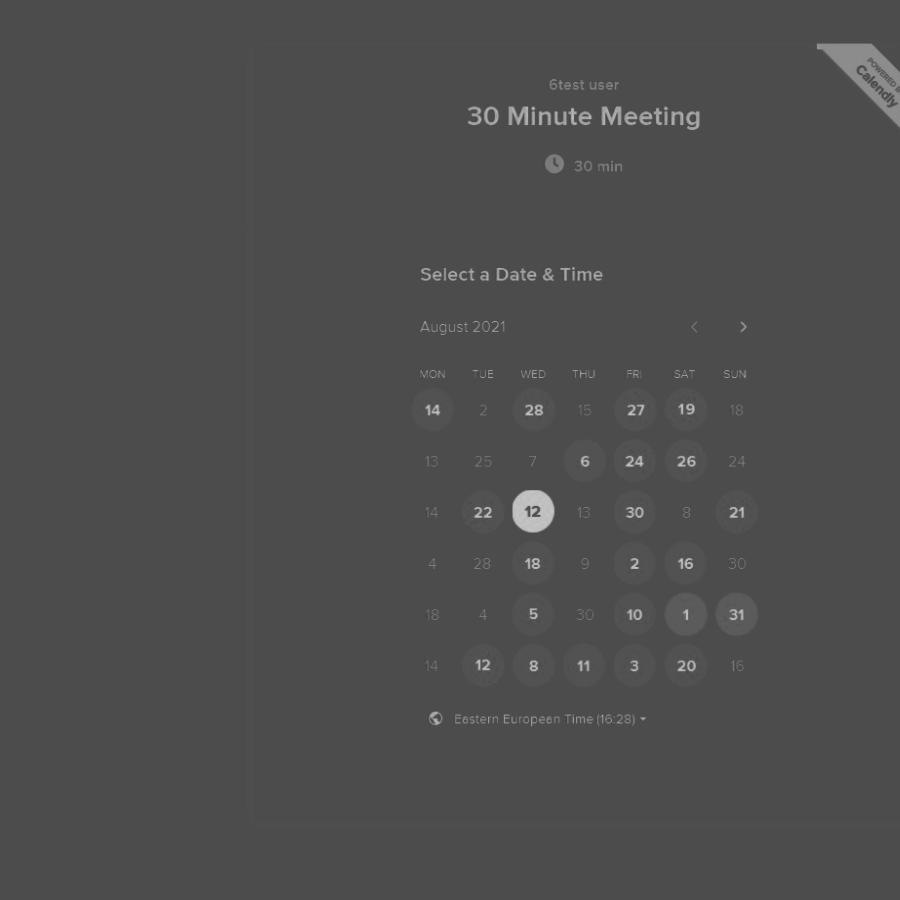 POWERED
Calendly
6test user
30 Minute Meeting
30 min
Select a Date & Time
August 2021
MON TUE WED THU FRI SAT SUN
14 2 28 15 27 19 18
13 25 7 6 24 26 24
14 22 12 13 30 8 21
4 28 18 9 2 16 30
18 4 5 30 10 1 31
14 12 8 11 3 20 16
Eastern European Time (16:28)